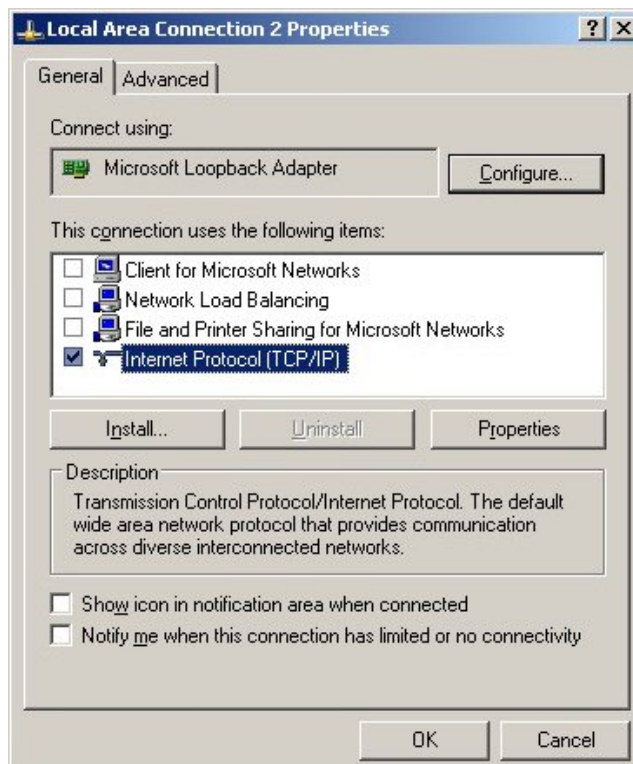 Local Area Connection 2 Properties
General
Advanced
Connect using:
Microsoft Loopback Adapter
Configure...
This connection uses the following items:
Client for Microsoft Networks
Network Load Balancing
File and Printer Sharing for Microsoft Networks
Internet Protocol (TCP/IP)
Install...
Uninstall
Properties
Description
Transmission Control Protocol/Internet Protocol. The default
wide area network protocol that provides communication
across diverse interconnected networks.
Show icon in notification area when connected
Notify me when this connection has limited or no connectivity
OK
Cancel